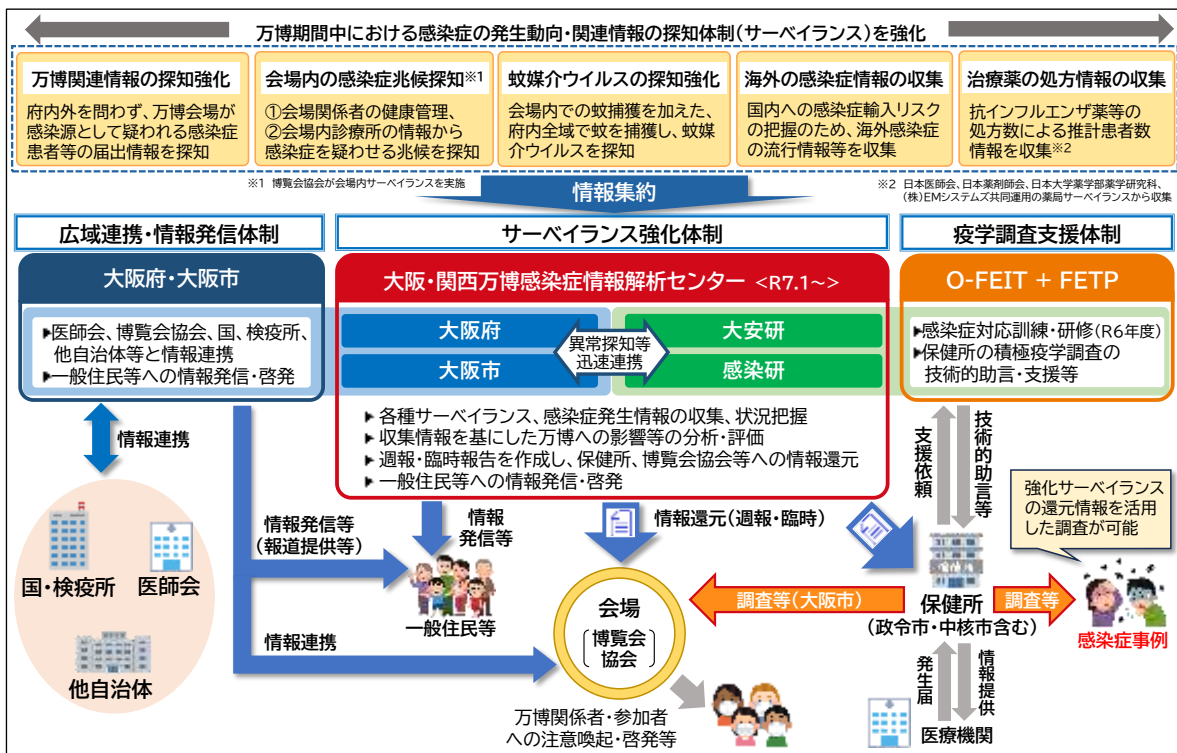 万博期間中における感染症の発生動向・関連情報の探知体制(サーベイランス)を強化
万博関連情報の探知強化
府内外を問わず、万博会場が
感染源として疑われる感染症
患者等の届出情報を探知
会場内の感染症兆候探知※1
①会場関係者の健康管理、
②会場内診療所の情報から
感染症を疑わせる兆候を探知
蚊媒介ウイルスの探知強化
会場内での蚊捕獲を加えた、
府内全域で蚊を捕獲し、蚊媒
介ウイルスを探知
海外の感染症情報の収集
国内への感染症輸入リスク
の把握のため、海外感染症
の流行情報等を収集
治療薬の処方情報の収集
抗インフルエンザ薬等の
処方数による推計患者数
情報を収集※2
※1 博覧会協会が会場内サーベイランスを実施
情報集約
※2 日本医師会、日本薬剤師会、日本大学薬学部薬学研究科、
(株)EMシステムズ共同運用の薬局サーベイランスから収集
広域連携・情報発信体制
サーベイランス強化体制
疫学調査支援体制
大阪府・大阪市
▶医師会、博覧会協会、国、検疫所、
他自治体等と情報連携
▶一般住民等への情報発信・啓発
大阪・関西万博感染症情報解析センター <R7.1~>
大阪府
大阪市
異常探知等
迅速連携
大安研
感染研
▶ 各種サーベイランス、感染症発生情報の収集、状況把握
▶ 収集情報を基にした万博への影響等の分析・評価
▶ 週報・臨時報告を作成し、保健所、博覧会協会等への情報還元
▶ 一般住民等への情報発信・啓発
O-FEIT + FETP
▶感染症対応訓練・研修(R6年度)
▶保健所の積極疫学調査の
技術的助言・支援等
情報連携
国・検疫所
医師会
他自治体
情報発信等
(報道提供等)
情報
発信等
一般住民等
情報連携
情報還元(週報・臨時)
会場
博覧会
協会
万博関係者・参加者
への注意喚起・啓発等
支援依頼
技術的助言等
強化サーベイランス
の還元情報を活用
した調査が可能
調査等(大阪市)
保健所
保健所
(政令市・中核市含む)
調査等
感染症事例
発生届
情報提供
医療機関